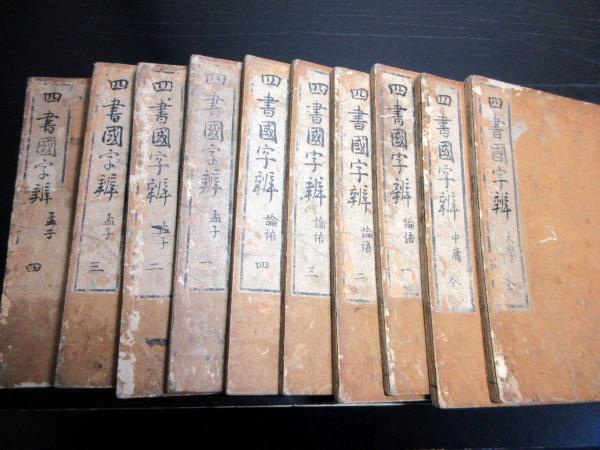 四書國字辨 大學 全
四書國字辨 中庸 全
四書國字辨 論語 一
四書國字辨 論語 二
四書國字辨 論語 三
四書國字辨 論語 四
四書國字辨 孟子 一
四書國字辨 孟子 二
四書國字辨 孟子 三
四書國字辨 孟子 四